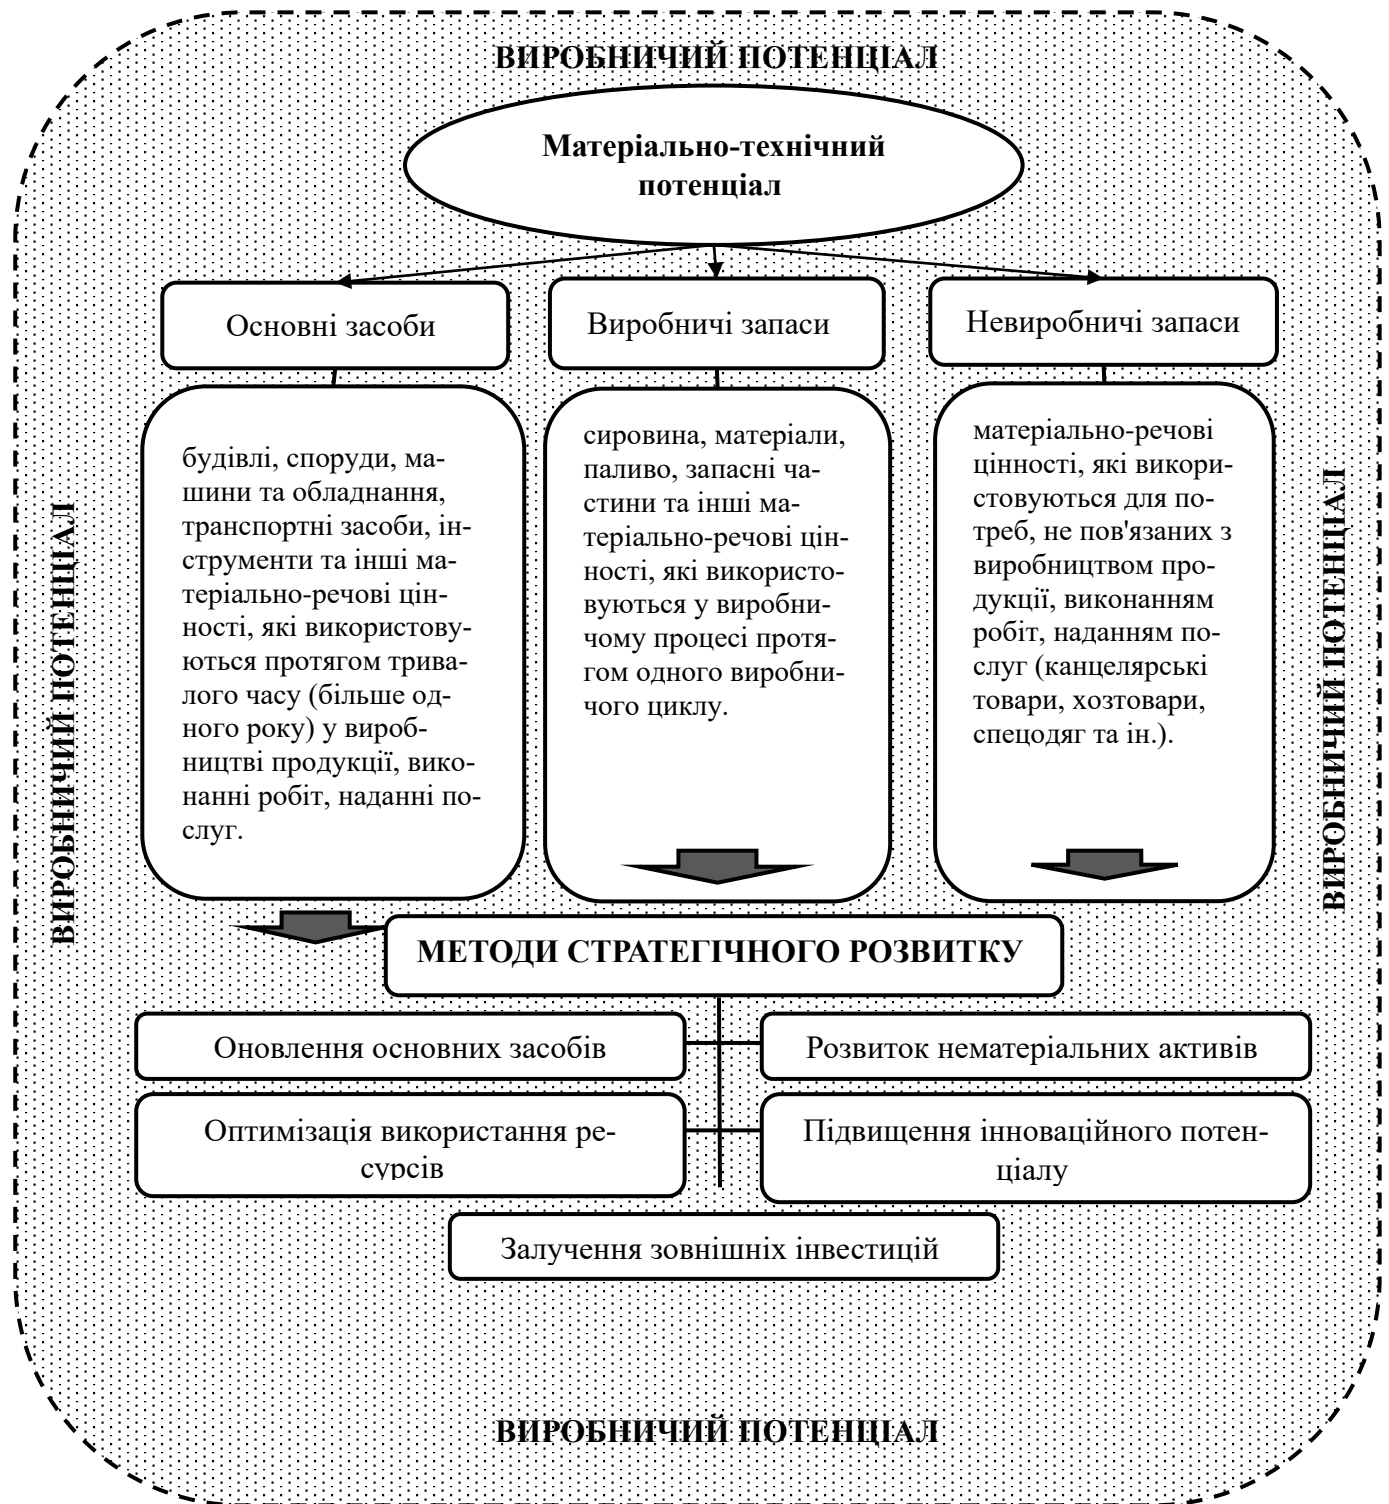 ВИРОБНИЧИЙ ПОТЕНЦІАЛ
Матеріально-технічний
потенціал
Основні засоби
Виробничі запаси
Невиробничі запаси
будівлі, споруди, ма-
шини та обладнання,
транспортні засоби, ін-
струменти та інші ма-
теріально-речові цін-
ності, які використову-
ються протягом трива-
лого часу (більше од-
ного року) у вироб-
ництві продукції, вико-
нанні робіт, наданні по-
слуг.
сировина, матеріали,
паливо, запасні ча-
стини та інші ма-
теріально-речові цін-
ності, які використо-
вуються у виробни-
чому процесі протя-
гом одного виробни-
чого циклу.
матеріально-речові
цінності, які викори-
стовуються для по-
треб, не пов'язаних з
виробництвом про-
дукції, виконанням
робіт, наданням по-
слуг (канцелярські
товари, хозтовари,
спецодяг та ін.).
ВИРОБНИЧИЙ ПОТЕНЦІАЛ
ВИРОБНИЧИЙ ПОТЕНЦІАЛ
МЕТОДИ СТРАТЕГІЧНОГО РОЗВИТКУ
Оновлення основних засобів
Розвиток нематеріальних активів
Оптимізація використання ре-
сурсів
Підвищення інноваційного потен-
ціалу
Залучення зовнішніх інвестицій
ВИРОБНИЧИЙ ПОТЕНЦІАЛ